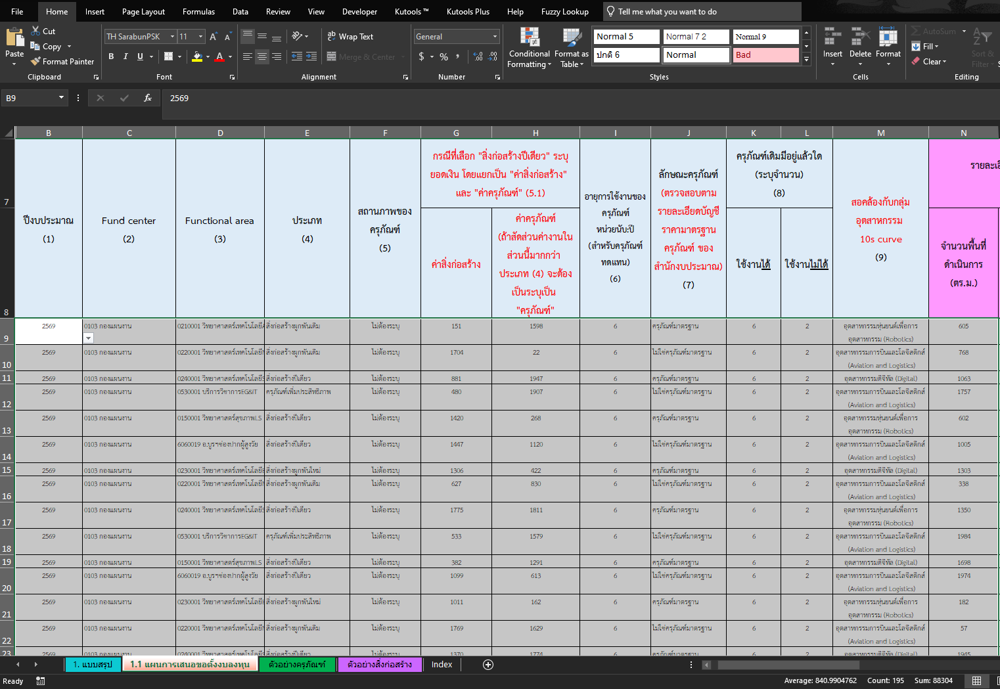 File Home Insert Page Layout Formulas Data Review View Developer Kutools ™ Kutools Plus Help Fuzzy Lookup Tell me what you want to do
Paste Cut Copy Format Painter Clipboard
TH SarabunPSK 11 A A B I U A Font
Wrap Text Merge & Center Alignment
General $ % , Number
Conditional Formatting Format as Table
Normal 5 Normal 7 2 Normal 9
ปกติ 6 Normal Bad
Styles
Insert Delete Format Cells
AutoSum Fill Clear Sort & Filter Editing
B9 fx 2569
B C D E F G H I J K L M N
7
8
ปีงบประมาณ
(1)
Fund center
(2)
Functional area
(3)
ประเภท
(4)
สถานภาพของ
ครุภัณฑ์
(5)
กรณีที่เลือก "สิ่งก่อสร้างปีเดียว" ระบุ
ยอดเงิน โดยแยกเป็น "ค่าสิ่งก่อสร้าง"
และ "ค่าครุภัณฑ์" (5.1)
ค่าสิ่งก่อสร้าง
ค่าครุภัณฑ์
(ถ้าสัดส่วนค่างานใน
ส่วนนี้มากกว่า
ประเภท (4) จะต้อง
เป็นระบุเป็น
"ครุภัณฑ์"
อายุการใช้งานของ
ครุภัณฑ์
หน่วยนับ:ปี
(สำหรับครุภัณฑ์
ทดแทน)
(6)
ลักษณะครุภัณฑ์
(ตรวจสอบตาม
รายละเอียดบัญชี
ราคามาตรฐาน
ครุภัณฑ์ ของ
สำนักงบประมาณ)
(7)
ครุภัณฑ์เดิมมีอยู่แล้วใด
(ระบุจำนวน)
(8)
ใช้งานได้
ใช้งานไม่ได้
สอดคล้องกับกลุ่ม
อุตสาหกรรม
10s curve
(9)
จำนวนพื้นที่
ดำเนินการ
(ตร.ม.)
9 2569 0103 กองแผนงาน 0210001 วิทยาศาสตร์เทคโนโลยี สิ่งก่อสร้างผูกพันเดิม ไม่ต้องระบุ 151 1598 6 ครุภัณฑ์มาตรฐาน 6 2 อุตสาหกรรมหุ่นยนต์เพื่อการ อุตสาหกรรม (Robotics) 605
10 2569 0103 กองแผนงาน 0220001 วิทยาศาสตร์เทคโนโลยี สิ่งก่อสร้างผูกพันเดิม ไม่ต้องระบุ 1704 22 6 ไม่ใช่ครุภัณฑ์มาตรฐาน 6 2 อุตสาหกรรมการบินและโลจิสติกส์ (Aviation and Logistics) 768
11 2569 0103 กองแผนงาน 0240001 วิทยาศาสตร์เทคโนโลยี สิ่งก่อสร้างปีเดียว ไม่ต้องระบุ 881 1947 6 ครุภัณฑ์มาตรฐาน 6 2 อุตสาหกรรมดิจิทัล (Digital) 1063
12 2569 0103 กองแผนงาน 0530001 บริการวิชาการEG&IT ครุภัณฑ์เพิ่มประสิทธิภาพ ไม่ต้องระบุ 480 1907 6 ไม่ใช่ครุภัณฑ์มาตรฐาน 6 2 อุตสาหกรรมการบินและโลจิสติกส์ (Aviation and Logistics) 1757
13 2569 0103 กองแผนงาน 0150001 วิทยาศาสตร์สุขภาพLS สิ่งก่อสร้างปีเดียว ไม่ต้องระบุ 1420 268 6 ครุภัณฑ์มาตรฐาน 6 2 อุตสาหกรรมหุ่นยนต์เพื่อการ อุตสาหกรรม (Robotics) 602
14 2569 0103 กองแผนงาน 6060019 อ.บูรฯช่องปากผู้สูงวัย สิ่งก่อสร้างปีเดียว ไม่ต้องระบุ 1447 1120 6 ไม่ใช่ครุภัณฑ์มาตรฐาน 6 2 อุตสาหกรรมการบินและโลจิสติกส์ (Aviation and Logistics) 1005
15 2569 0103 กองแผนงาน 0230001 วิทยาศาสตร์เทคโนโลยี สิ่งก่อสร้างผูกพันใหม่ ไม่ต้องระบุ 1306 422 6 ครุภัณฑ์มาตรฐาน 6 2 อุตสาหกรรมดิจิทัล (Digital) 1303
16 2569 0103 กองแผนงาน 0220001 วิทยาศาสตร์เทคโนโลยี สิ่งก่อสร้างผูกพันเดิม ไม่ต้องระบุ 627 830 6 ไม่ใช่ครุภัณฑ์มาตรฐาน 6 2 อุตสาหกรรมการบินและโลจิสติกส์ (Aviation and Logistics) 338
17 2569 0103 กองแผนงาน 0240001 วิทยาศาสตร์เทคโนโลยี สิ่งก่อสร้างปีเดียว ไม่ต้องระบุ 1775 1811 6 ครุภัณฑ์มาตรฐาน 6 2 อุตสาหกรรมหุ่นยนต์เพื่อการ อุตสาหกรรม (Robotics) 1350
18 2569 0103 กองแผนงาน 0530001 บริการวิชาการEG&IT ครุภัณฑ์เพิ่มประสิทธิภาพ ไม่ต้องระบุ 533 1579 6 ไม่ใช่ครุภัณฑ์มาตรฐาน 6 2 อุตสาหกรรมการบินและโลจิสติกส์ (Aviation and Logistics) 1984
19 2569 0103 กองแผนงาน 0150001 วิทยาศาสตร์สุขภาพLS สิ่งก่อสร้างปีเดียว ไม่ต้องระบุ 382 1291 6 ครุภัณฑ์มาตรฐาน 6 2 อุตสาหกรรมดิจิทัล (Digital) 1698
20 2569 0103 กองแผนงาน 6060019 อ.บูรฯช่องปากผู้สูงวัย สิ่งก่อสร้างปีเดียว ไม่ต้องระบุ 1099 613 6 ไม่ใช่ครุภัณฑ์มาตรฐาน 6 2 อุตสาหกรรมการบินและโลจิสติกส์ (Aviation and Logistics) 1974
21 2569 0103 กองแผนงาน 0230001 วิทยาศาสตร์เทคโนโลยี สิ่งก่อสร้างผูกพันใหม่ ไม่ต้องระบุ 1011 162 6 ครุภัณฑ์มาตรฐาน 6 2 อุตสาหกรรมหุ่นยนต์เพื่อการ อุตสาหกรรม (Robotics) 182
22 2569 0103 กองแผนงาน 0220001 วิทยาศาสตร์เทคโนโลยี สิ่งก่อสร้างผูกพันเดิม ไม่ต้องระบุ 1769 1629 6 ไม่ใช่ครุภัณฑ์มาตรฐาน 6 2 อุตสาหกรรมการบินและโลจิสติกส์ (Aviation and Logistics) 57
1. แบบสรุป 1.1 แผนการเสนอขอตั้งงบลงทุน ตัวอย่างครุภัณฑ์ ตัวอย่างสิ่งก่อสร้าง Index
Ready Average: 840.9904762 Count: 195 Sum: 88304